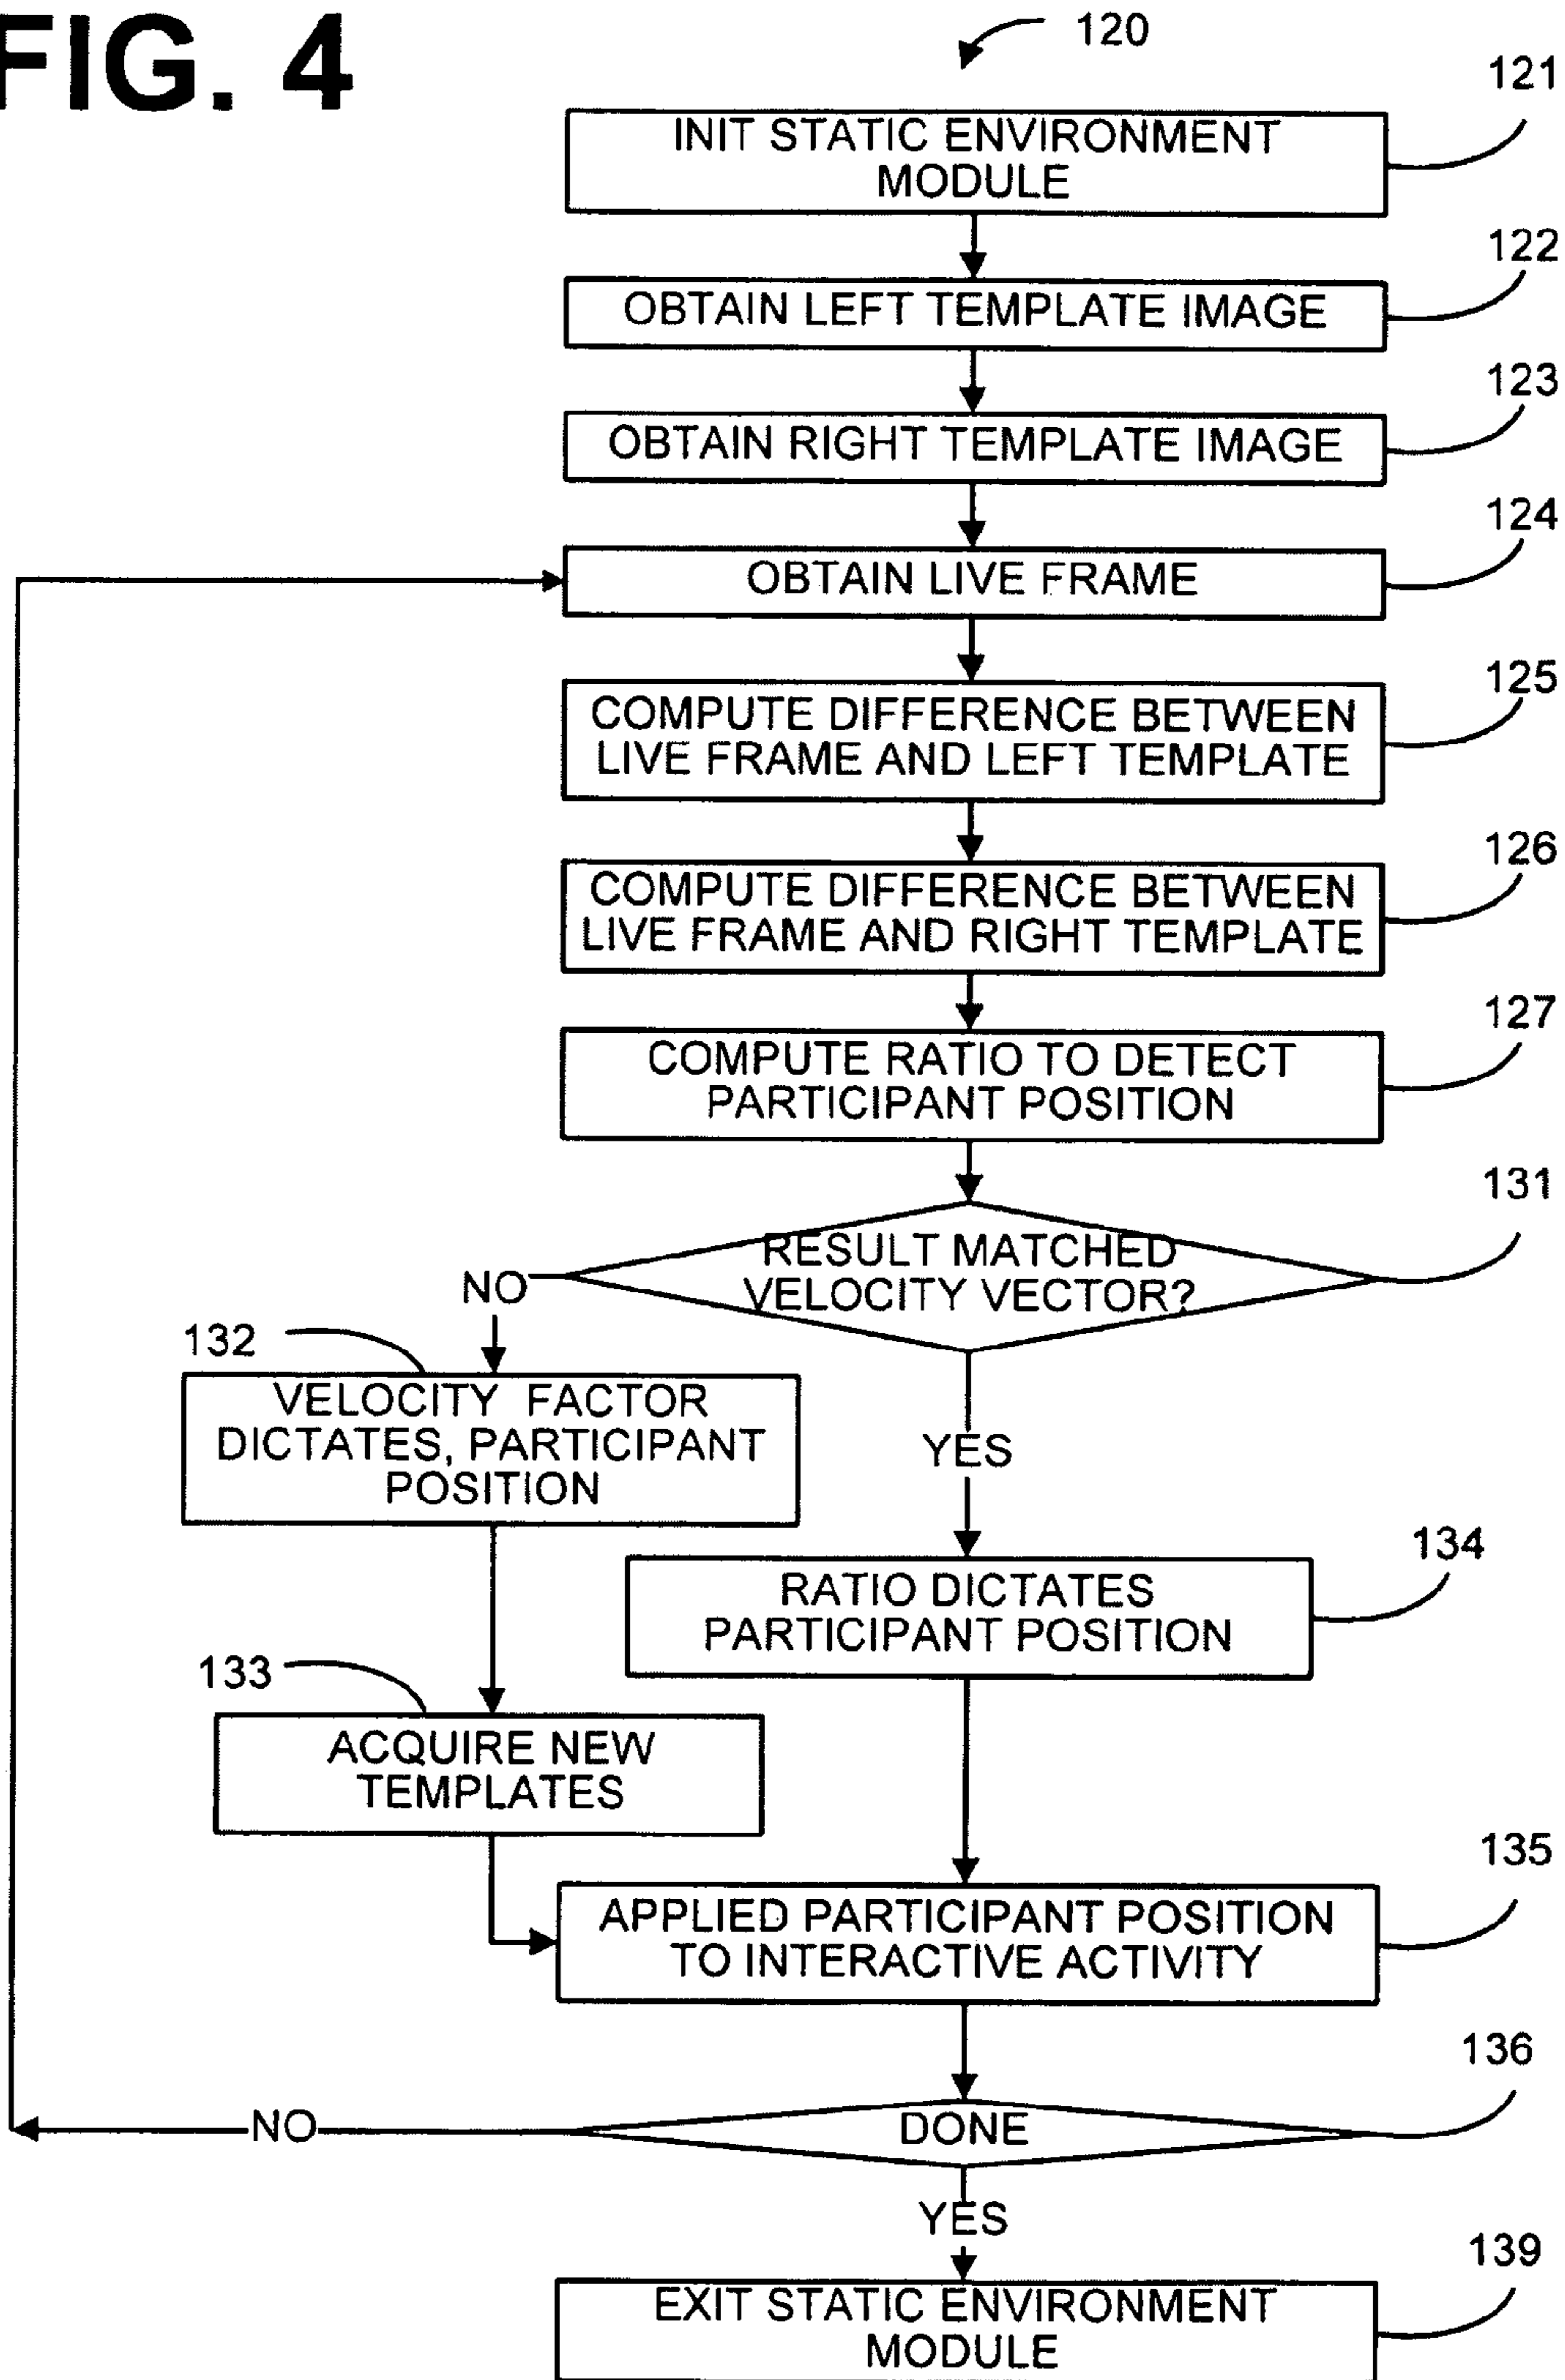 FIG. 4
120
121
INIT STATIC ENVIRONMENT
MODULE
122
OBTAIN LEFT TEMPLATE IMAGE
123
OBTAIN RIGHT TEMPLATE IMAGE
124
OBTAIN LIVE FRAME
125
COMPUTE DIFFERENCE BETWEEN
LIVE FRAME AND LEFT TEMPLATE
126
COMPUTE DIFFERENCE BETWEEN
LIVE FRAME AND RIGHT TEMPLATE
127
COMPUTE RATIO TO DETECT
PARTICIPANT POSITION
131
RESULT MATCHED
VELOCITY VECTOR?
NO
132
VELOCITY FACTOR
DICTATES, PARTICIPANT
POSITION
YES
134
RATIO DICTATES
PARTICIPANT POSITION
133
ACQUIRE NEW
TEMPLATES
135
APPLIED PARTICIPANT POSITION
TO INTERACTIVE ACTIVITY
136
DONE
NO
YES
139
EXIT STATIC ENVIRONMENT
MODULE